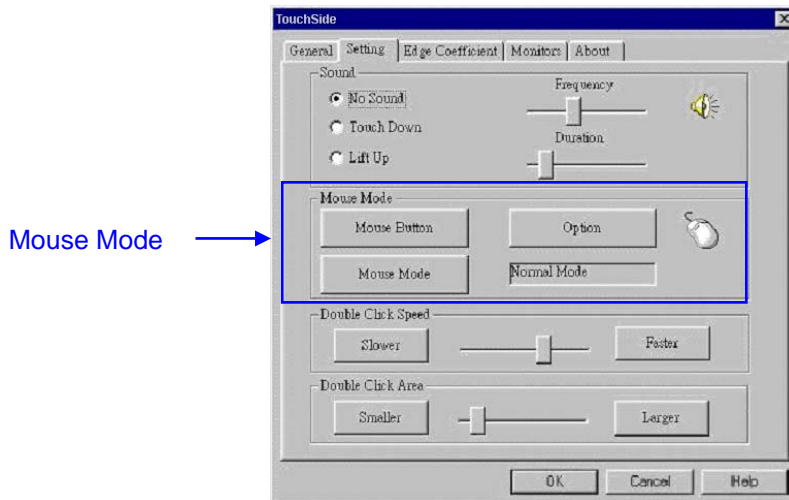 TouchSide
General Setting Edge Coefficient Monitors About
Sound
No Sound
Touch Down
Lift Up
Frequency
Duration
Mouse Mode
Mouse Mode
Mouse Button Option
Mouse Mode Normal Mode
Double Click Speed
Slower Faster
Double Click Area
Smaller Larger
OK Cancel Help